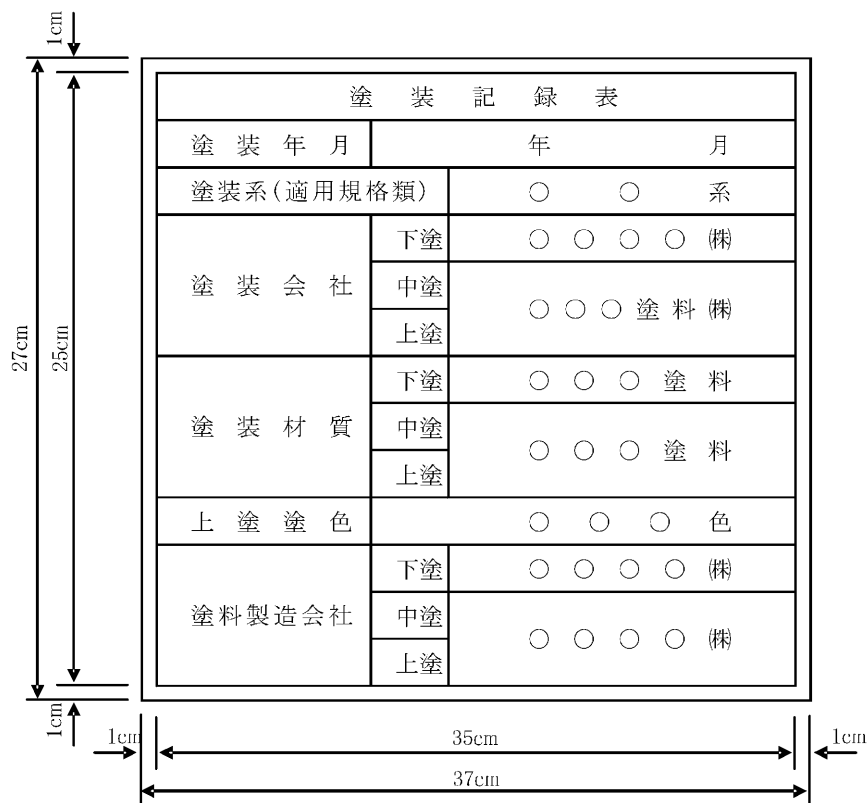 1cm
塗装記録表
塗装年月 年 月
塗装系(適用規格類) ○ ○ 系
塗装会社 下塗 ○○○○㈱
中塗 ○○○塗料㈱
上塗
塗装材質 下塗 ○○○塗料
中塗 ○○○塗料
上塗
上塗塗色 ○○○色
塗料製造会社 下塗 ○○○○㈱
中塗 ○○○○㈱
上塗
27cm
25cm
1cm
1cm 35cm 1cm
37cm